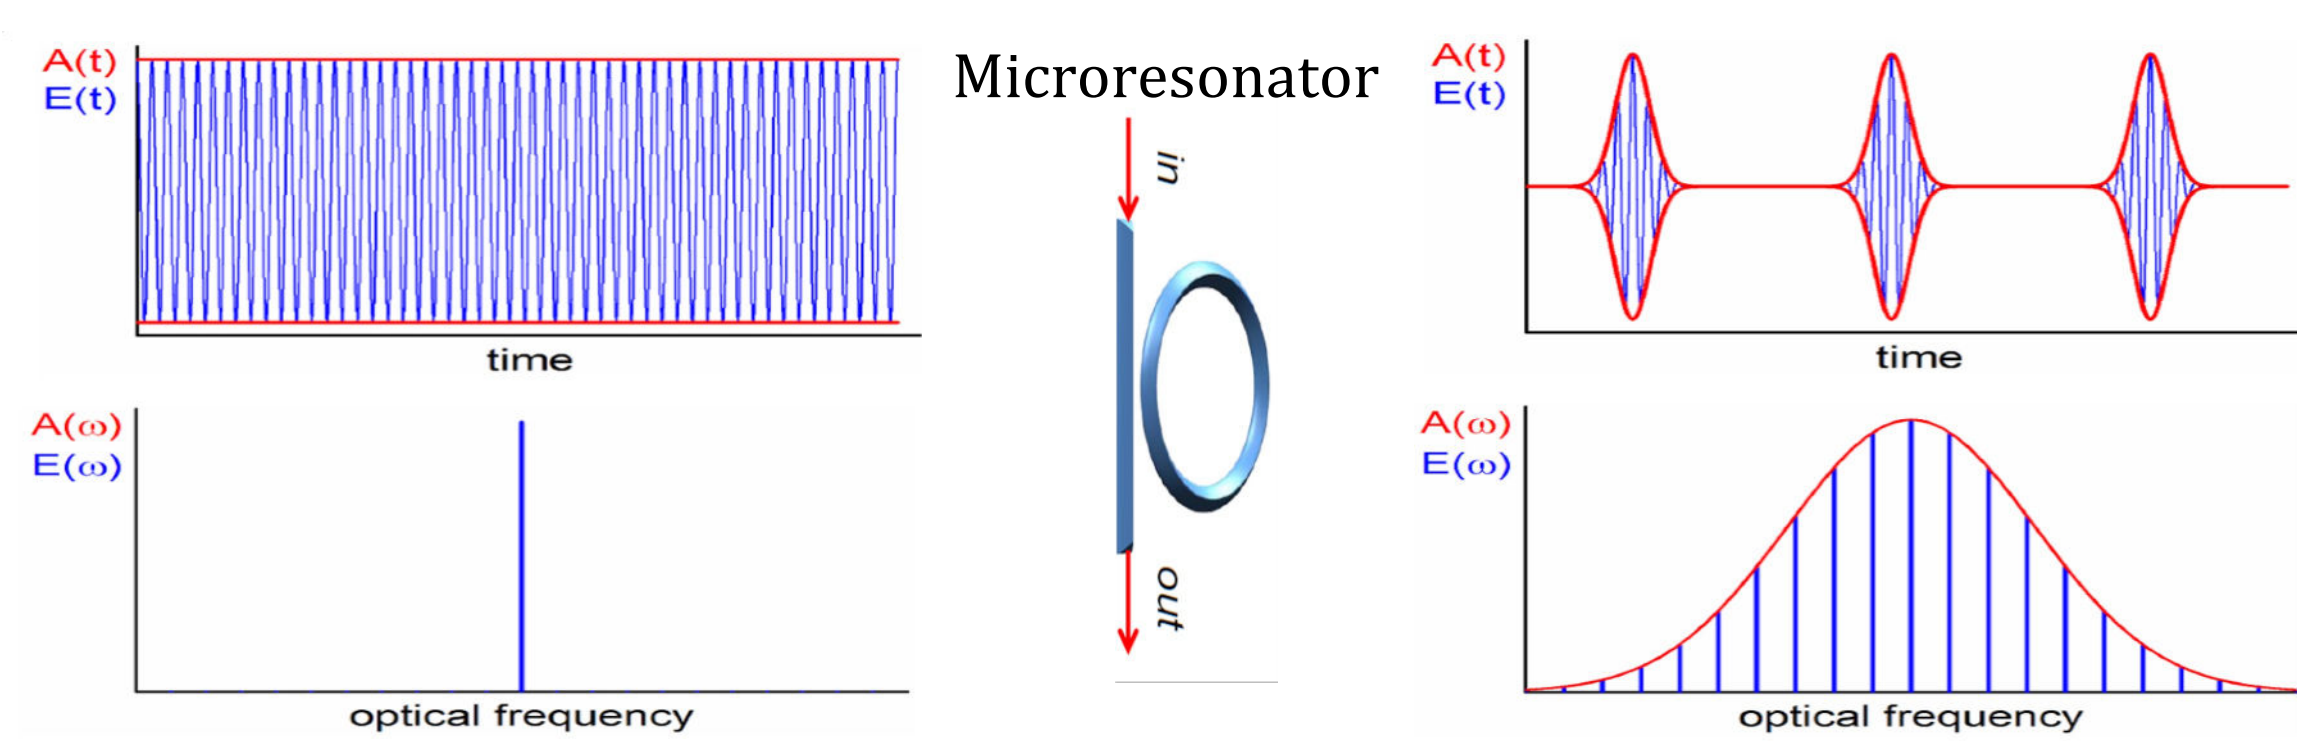 A(t)
E(t)
time
A(ω)
E(ω)
optical frequency
Microresonator
in
out
A(t)
E(t)
time
A(ω)
E(ω)
optical frequency